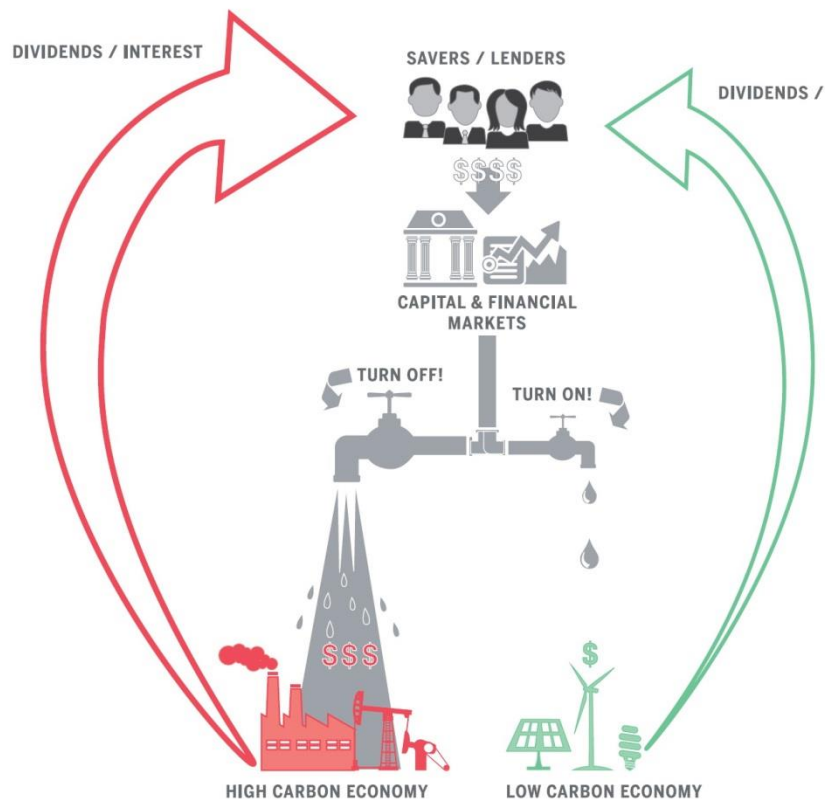 DIVIDENDS / INTEREST
SAVERS / LENDERS
DIVIDENDS /
$$$$
CAPITAL & FINANCIAL
MARKETS
TURN OFF!
TURN ON!
$$$
$
HIGH CARBON ECONOMY
LOW CARBON ECONOMY